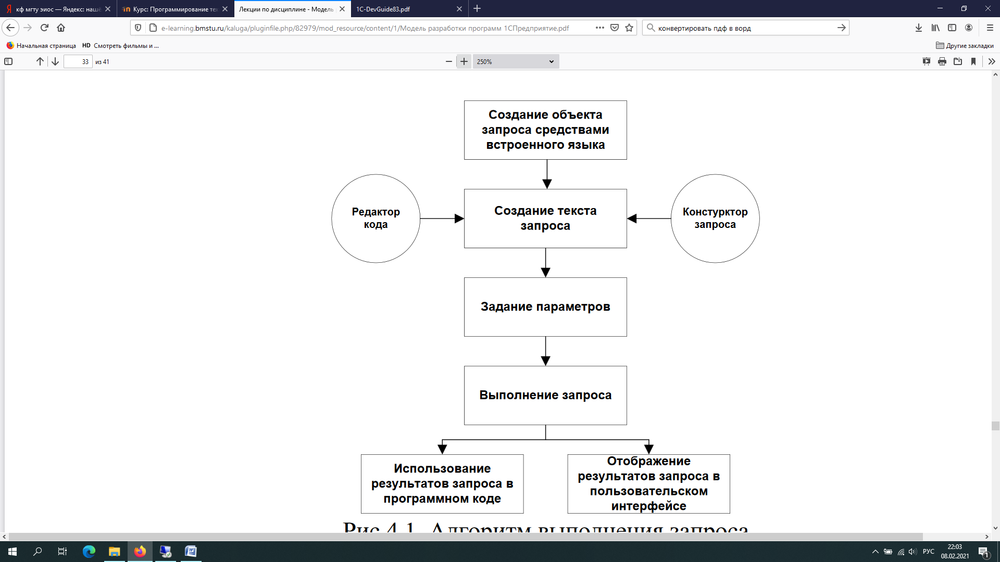 кф мгту эиос — Яндекс: нашё
Курс: Программирование тех
Лекции по дисциплине - Модель
1C-DevGuide83.pdf
e-learning.bmstu.ru/kaluga/pluginfile.php/82979/mod_resource/content/1/Модель разработки программ 1СПредприятие.pdf
конвертировать пдф в ворд
Начальная страница
HD Смотреть фильмы и ...
Другие закладки
33 из 41
250%
Создание объекта
запроса средствами
встроенного языка
Редактор
кода
Создание текста
запроса
Констурктор
запроса
Задание параметров
Выполнение запроса
Использование
результатов запроса в
программном коде
Отображение
результатов запроса в
пользовательском
интерфейсе
Рис 4.1. Алгоритм выполнения запроса
РУС
22:03
08.02.2021
1